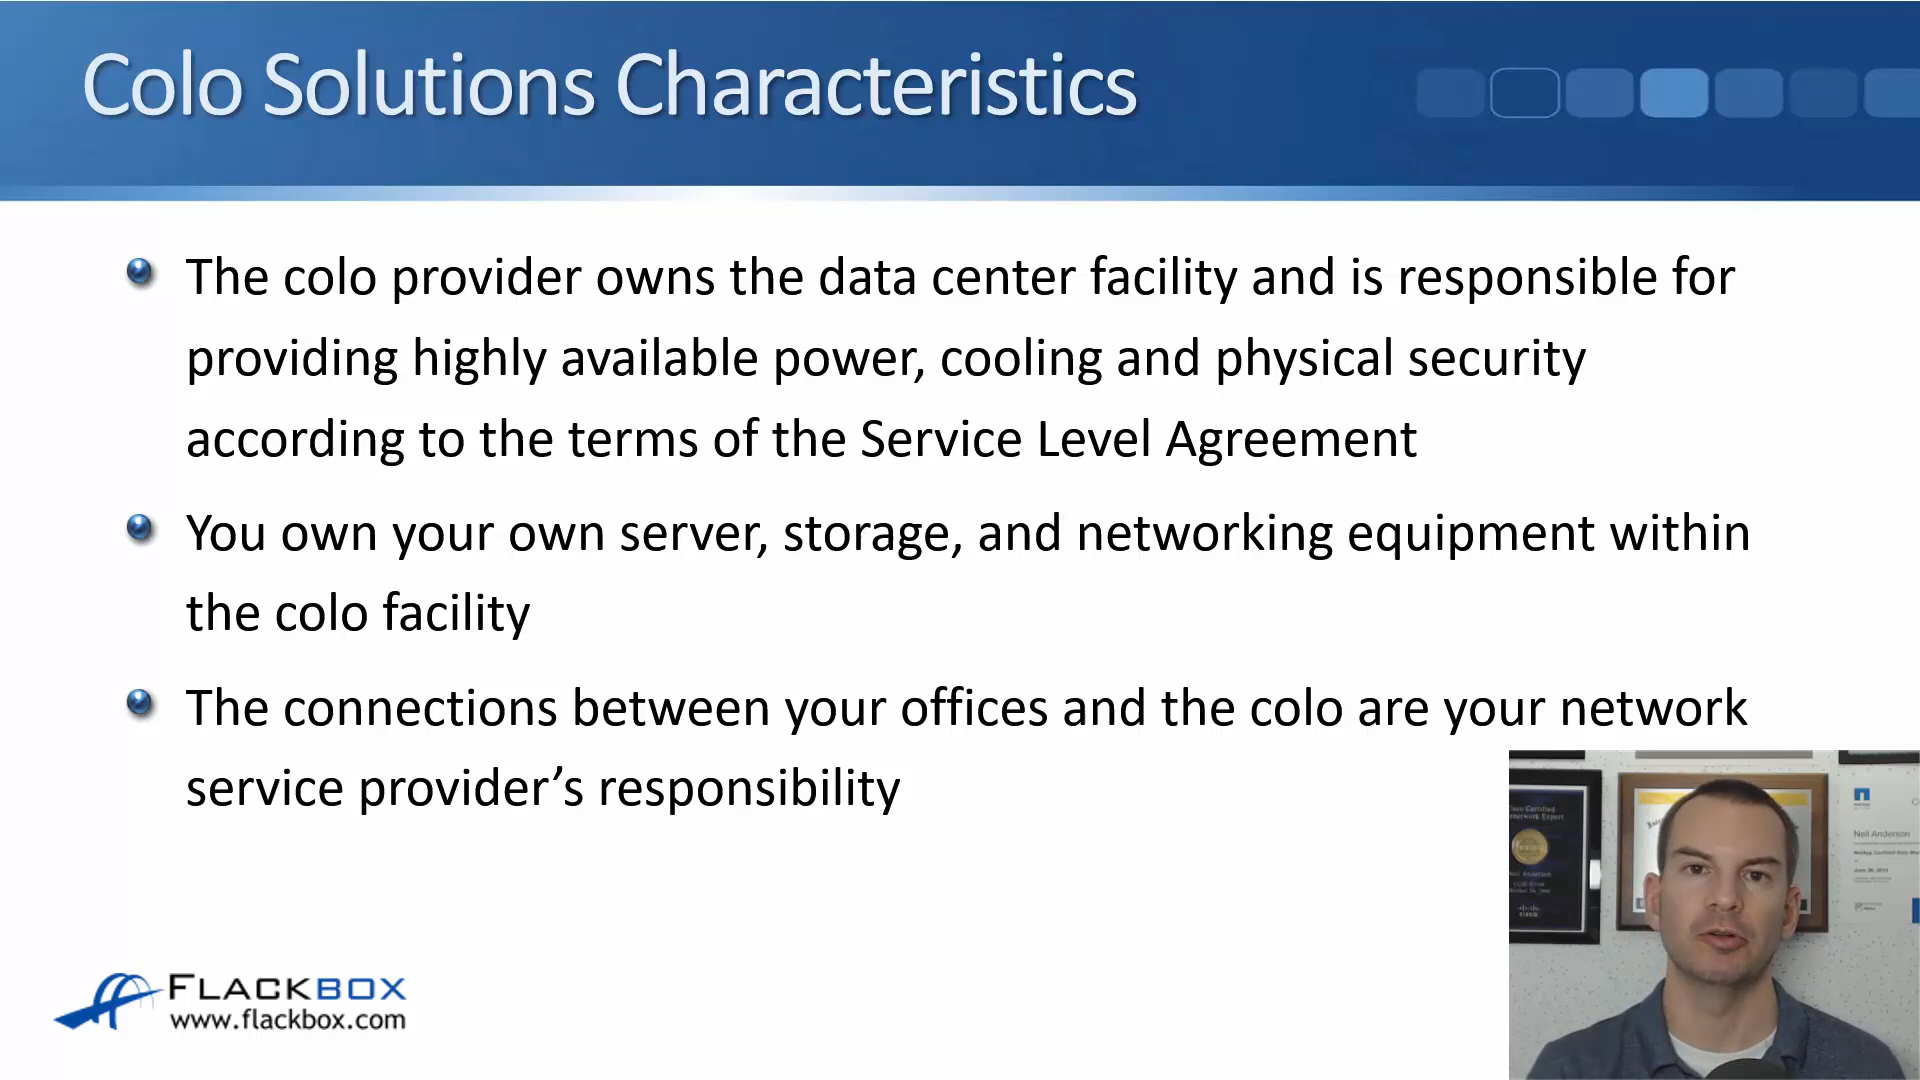 Colo Solutions Characteristics
The colo provider owns the data center facility and is responsible for
providing highly available power, cooling and physical security
according to the terms of the Service Level Agreement
You own your own server, storage, and networking equipment within
the colo facility
The connections between your offices and the colo are your network
service provider’s responsibility
FLACKBOX
www.flackbox.com
Neil Anderson
CISCO